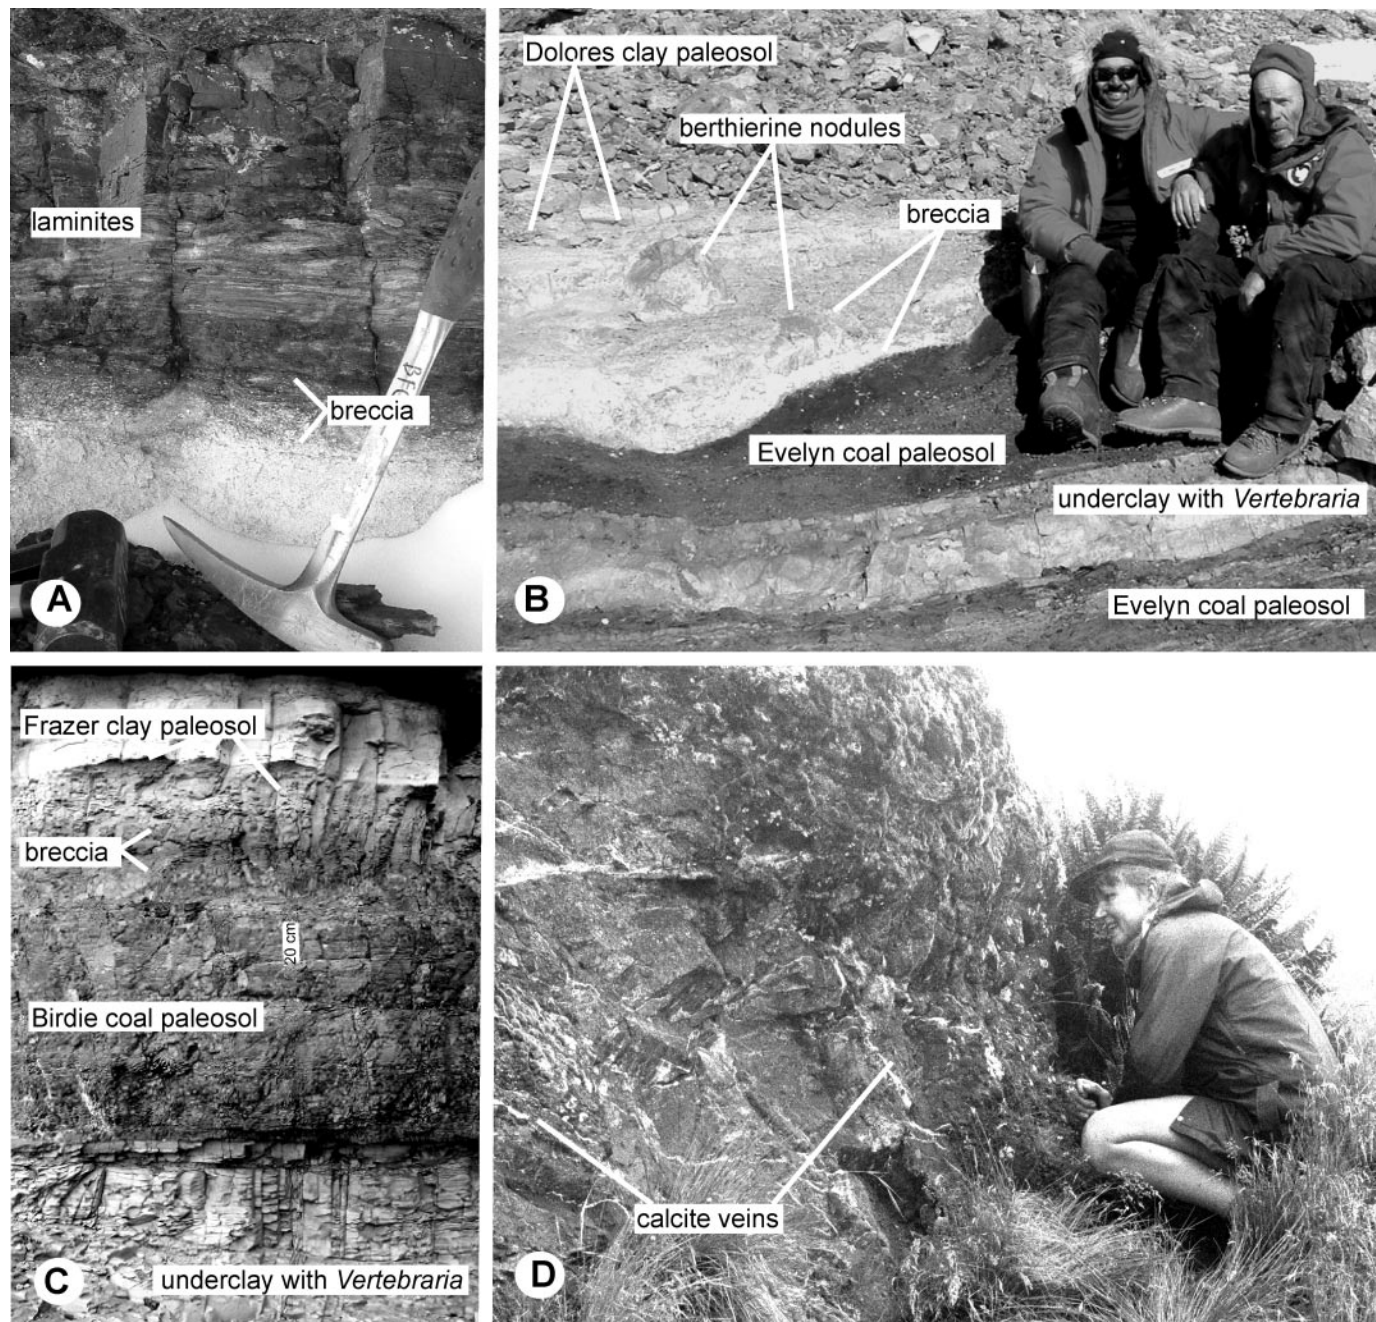 laminites
breccia
BFC
A
Dolores clay paleosol
berthierine nodules
breccia
Evelyn coal paleosol
underclay with Vertebraria
Evelyn coal paleosol
B
Frazer clay paleosol
breccia
20 cm
Birdie coal paleosol
underclay with Vertebraria
C
calcite veins
D